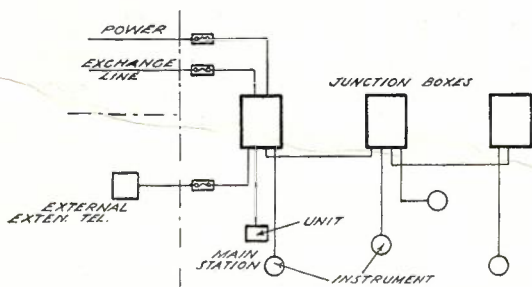 POWER
EXCHANGE
LINE
JUNCTION BOXES
EXTERNAL
EXTEN. TEL.
UNIT
MAIN
STATION
INSTRUMENT